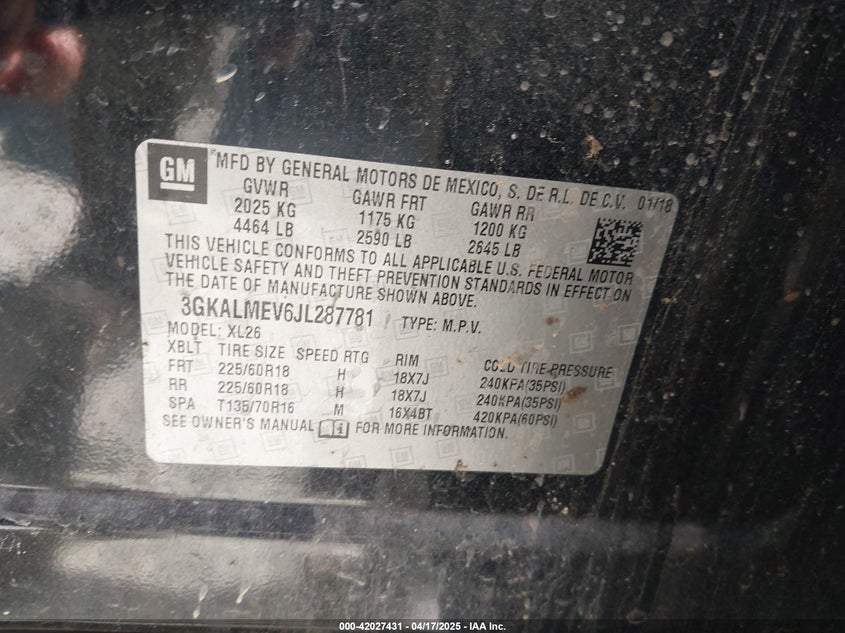 GM
MFD BY GENERAL MOTORS DE MEXICO, S. DE R.L. DE C.V. 01/18
GVWR GAWR FRT GAWR RR
2025 KG 1175 KG 1200 KG
4464 LB 2590 LB 2645 LB
THIS VEHICLE CONFORMS TO ALL APPLICABLE U.S. FEDERAL MOTOR
VEHICLE SAFETY AND THEFT PREVENTION STANDARDS IN EFFECT ON
THE DATE OF MANUFACTURE SHOWN ABOVE.
3GKALMEV6JL287781 TYPE: M.P.V.
MODEL: XL26
XBLT TIRE SIZE SPEED RTG RIM COLD TIRE PRESSURE
FRT 225/60R18 H 18X7J 240KPA(35PSI)
RR 225/60R18 H 18X7J 240KPA(35PSI)
SPA T135/70R16 M 16X4BT 420KPA(60PSI)
SEE OWNER'S MANUAL FOR MORE INFORMATION.
000-42027431 - 04/17/2025 - IAA Inc.